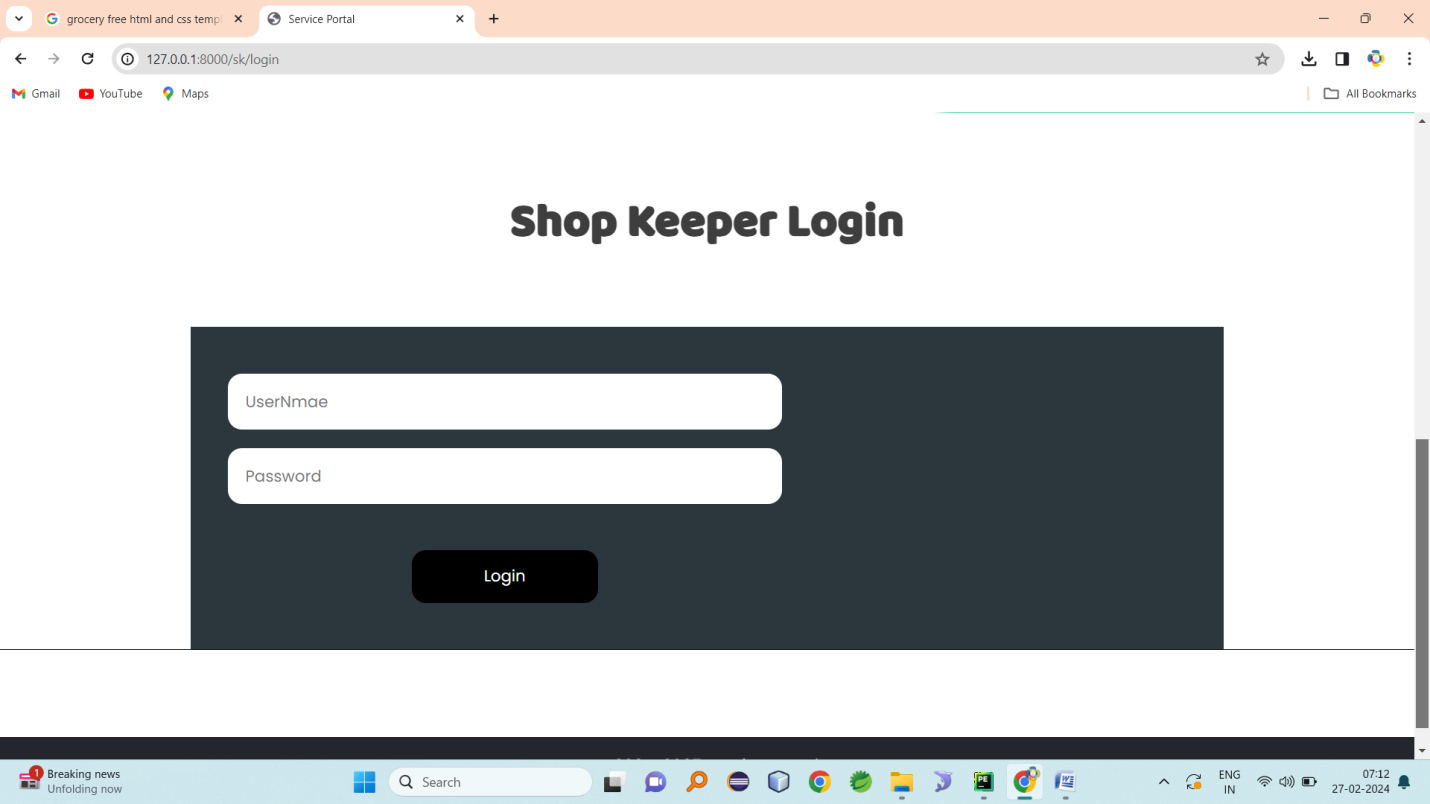 grocery free html and css temp
Service Portal
127.0.0.1:8000/sk/login
Gmail
YouTube
Maps
All Bookmarks
Shop Keeper Login
UserNmae
Password
Login
1
Breaking news
Unfolding now
Search
PE
ENG
IN
07:12
27-02-2024